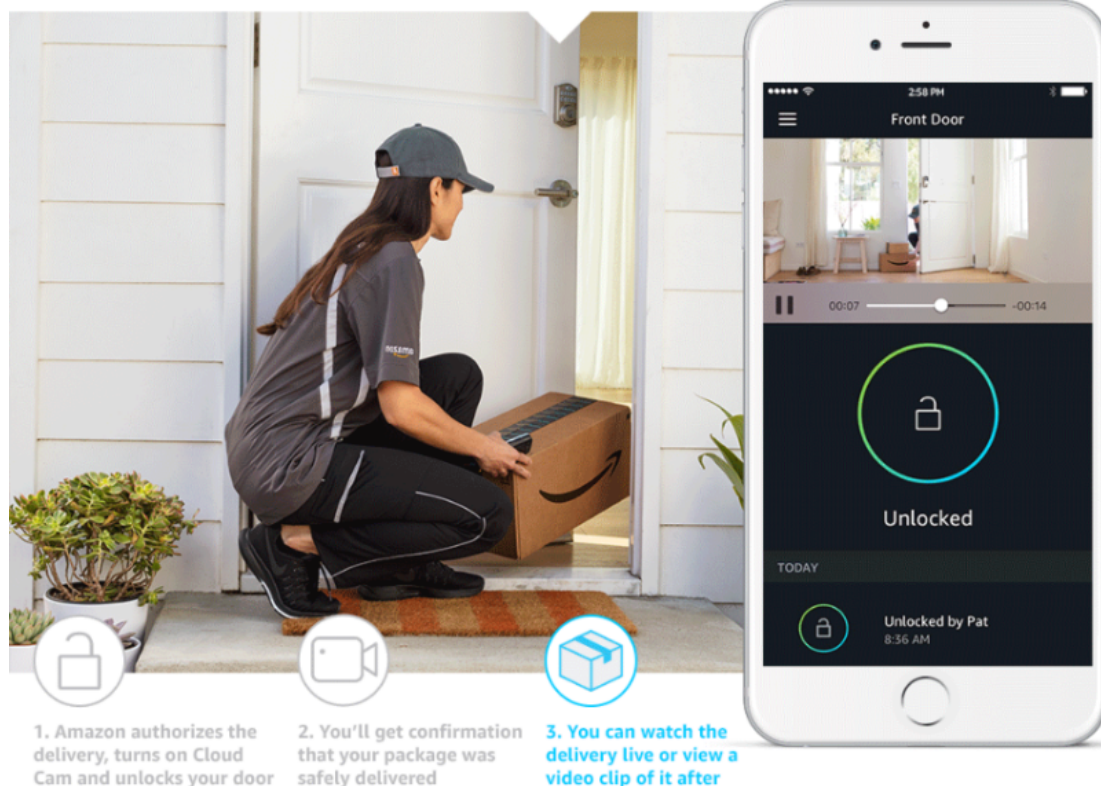 2:58 PM
Front Door
00:07
-00:14
Unlocked
TODAY
Unlocked by Pat
8:36 AM
1. Amazon authorizes the
delivery, turns on Cloud
Cam and unlocks your door
2. You'll get confirmation
that your package was
safely delivered
3. You can watch the
delivery live or view a
video clip of it after